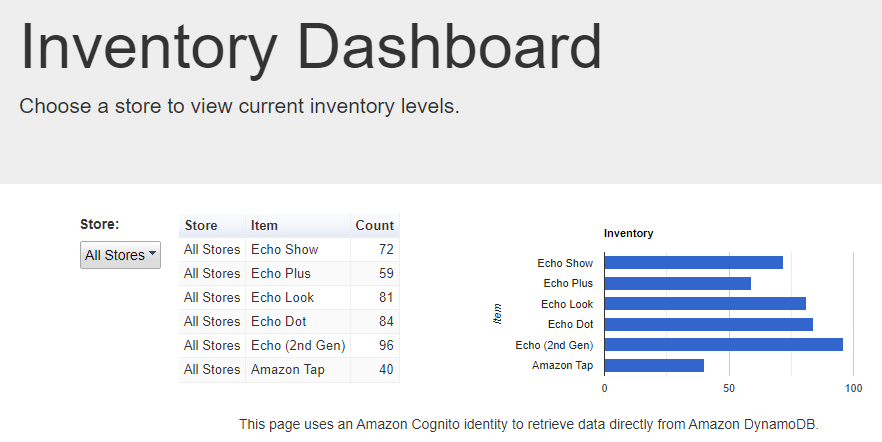 Inventory Dashboard
Choose a store to view current inventory levels.
Store:
All Stores
Store Item Count
All Stores Echo Show 72
All Stores Echo Plus 59
All Stores Echo Look 81
All Stores Echo Dot 84
All Stores Echo (2nd Gen) 96
All Stores Amazon Tap 40
Inventory
Item
Echo Show
Echo Plus
Echo Look
Echo Dot
Echo (2nd Gen)
Amazon Tap
0 50 100
This page uses an Amazon Cognito identity to retrieve data directly from Amazon DynamoDB.